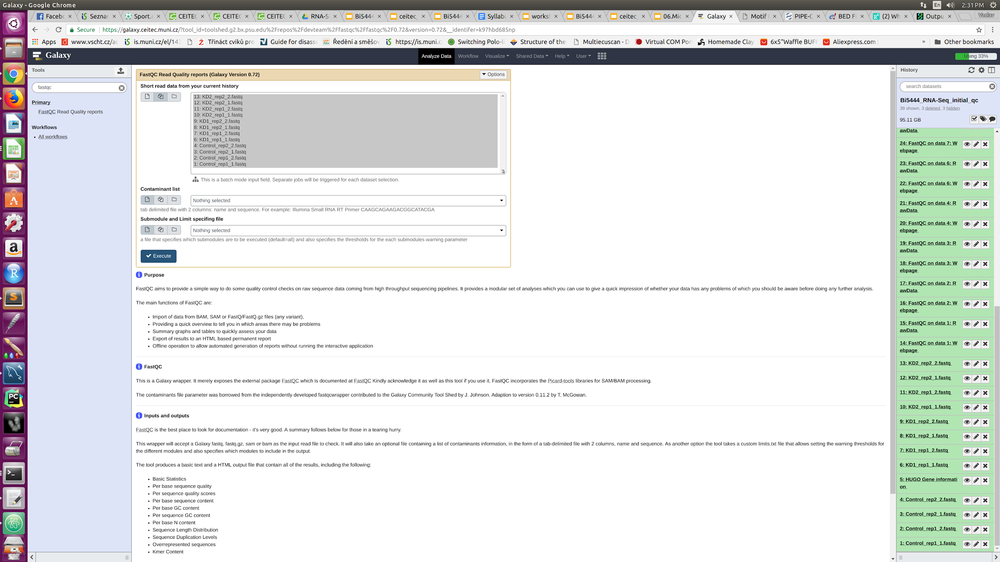 Galaxy - Google Chrome
En
2:31 PM
Facebo
Seznar
Sport.c
CEITEC
CEITEC
CEITEC
RNA-S
Bi5444
ceitec_
Bi5444
Syllabu
worksh
Bi5444
ceitec_
06.Mic
Galaxy
Motif
PIPE-C
BED Fi
(2) Wh
Outpu
Vaclav
Secure
https://galaxy.ceitec.muni.cz/?tool_id=toolshed.g2.bx.psu.edu%2Frepos%2Fdevteam%2Ffastqc%2Ffastqc%2F0.72&version=0.72&__identifer=k97hbd685np
Apps
www.vscht.cz/ac
is.muni.cz/el/143
Třináct cviků pro
Guide for disasse
Ředění a směšov
https://is.muni.c
Switching Polo-li
Structure of the
Multiecuscan - D
Virtual COM Por
Homemade Clay
6x5"Waffle BUF
Aliexpress.com :
»
Other bookmarks
Galaxy
Analyze Data
Workflow
Visualize
Shared Data
Help
User
Using 33%
Tools
fastqc
Primary
FastQC Read Quality reports
Workflows
All workflows
FastQC Read Quality reports (Galaxy Version 0.72)
Options
Short read data from your current history
13: KD2_rep2_2.fastq
12: KD2_rep2_1.fastq
11: KD2_rep1_2.fastq
10: KD2_rep1_1.fastq
9: KD1_rep2_2.fastq
8: KD1_rep2_1.fastq
7: KD1_rep1_2.fastq
6: KD1_rep1_1.fastq
4: Control_rep2_2.fastq
3: Control_rep2_1.fastq
2: Control_rep1_2.fastq
1: Control_rep1_1.fastq
This is a batch mode input field. Separate jobs will be triggered for each dataset selection.
Contaminant list
Nothing selected
tab delimited file with 2 columns: name and sequence. For example: Illumina Small RNA RT Primer CAAGCAGAAGACGGCATACGA
Submodule and Limit specifing file
Nothing selected
a file that specifies which submodules are to be executed (default=all) and also specifies the thresholds for the each submodules warning parameter
Execute
Purpose
FastQC aims to provide a simple way to do some quality control checks on raw sequence data coming from high throughput sequencing pipelines. It provides a modular set of analyses which you can use to give a quick impression of whether your data has any problems of which you should be aware before doing any further analysis.
The main functions of FastQC are:
Import of data from BAM, SAM or FastQ/FastQ.gz files (any variant),
Providing a quick overview to tell you in which areas there may be problems
Summary graphs and tables to quickly assess your data
Export of results to an HTML based permanent report
Offline operation to allow automated generation of reports without running the interactive application
FastQC
This is a Galaxy wrapper. It merely exposes the external package FastQC which is documented at FastQC Kindly acknowledge it as well as this tool if you use it. FastQC incorporates the Picard-tools libraries for SAM/BAM processing.
The contaminants file parameter was borrowed from the independently developed fastqcwrapper contributed to the Galaxy Community Tool Shed by J. Johnson. Adaption to version 0.11.2 by T. McGowan.
Inputs and outputs
FastQC is the best place to look for documentation - it's very good. A summary follows below for those in a tearing hurry.
This wrapper will accept a Galaxy fastq, fastq.gz, sam or bam as the input read file to check. It will also take an optional file containing a list of contaminants information, in the form of a tab-delimited file with 2 columns, name and sequence. As another option the tool takes a custom limits.txt file that allows setting the warning thresholds for
the different modules and also specifies which modules to include in the output.
The tool produces a basic text and a HTML output file that contain all of the results, including the following:
Basic Statistics
Per base sequence quality
Per sequence quality scores
Per base sequence content
Per base GC content
Per sequence GC content
Per base N content
Sequence Length Distribution
Sequence Duplication Levels
Overrepresented sequences
Kmer Content
History
search datasets
Bi5444_RNA-Seq_initial_qc
39 shown, 3 deleted, 3 hidden
95.11 GB
awData
24: FastQC on data 7: W
ebpage
23: FastQC on data 6: R
awData
22: FastQC on data 6: W
ebpage
21: FastQC on data 4: R
awData
20: FastQC on data 4: W
ebpage
19: FastQC on data 3: R
awData
18: FastQC on data 3: W
ebpage
17: FastQC on data 2: R
awData
16: FastQC on data 2: W
ebpage
15: FastQC on data 1: R
awData
14: FastQC on data 1: W
ebpage
13: KD2_rep2_2.fastq
12: KD2_rep2_1.fastq
11: KD2_rep1_2.fastq
10: KD2_rep1_1.fastq
9: KD1_rep2_2.fastq
8: KD1_rep2_1.fastq
7: KD1_rep1_2.fastq
6: KD1_rep1_1.fastq
5: HUGO Gene informati
on
4: Control_rep2_2.fastq
3: Control_rep2_1.fastq
2: Control_rep1_2.fastq
1: Control_rep1_1.fastq